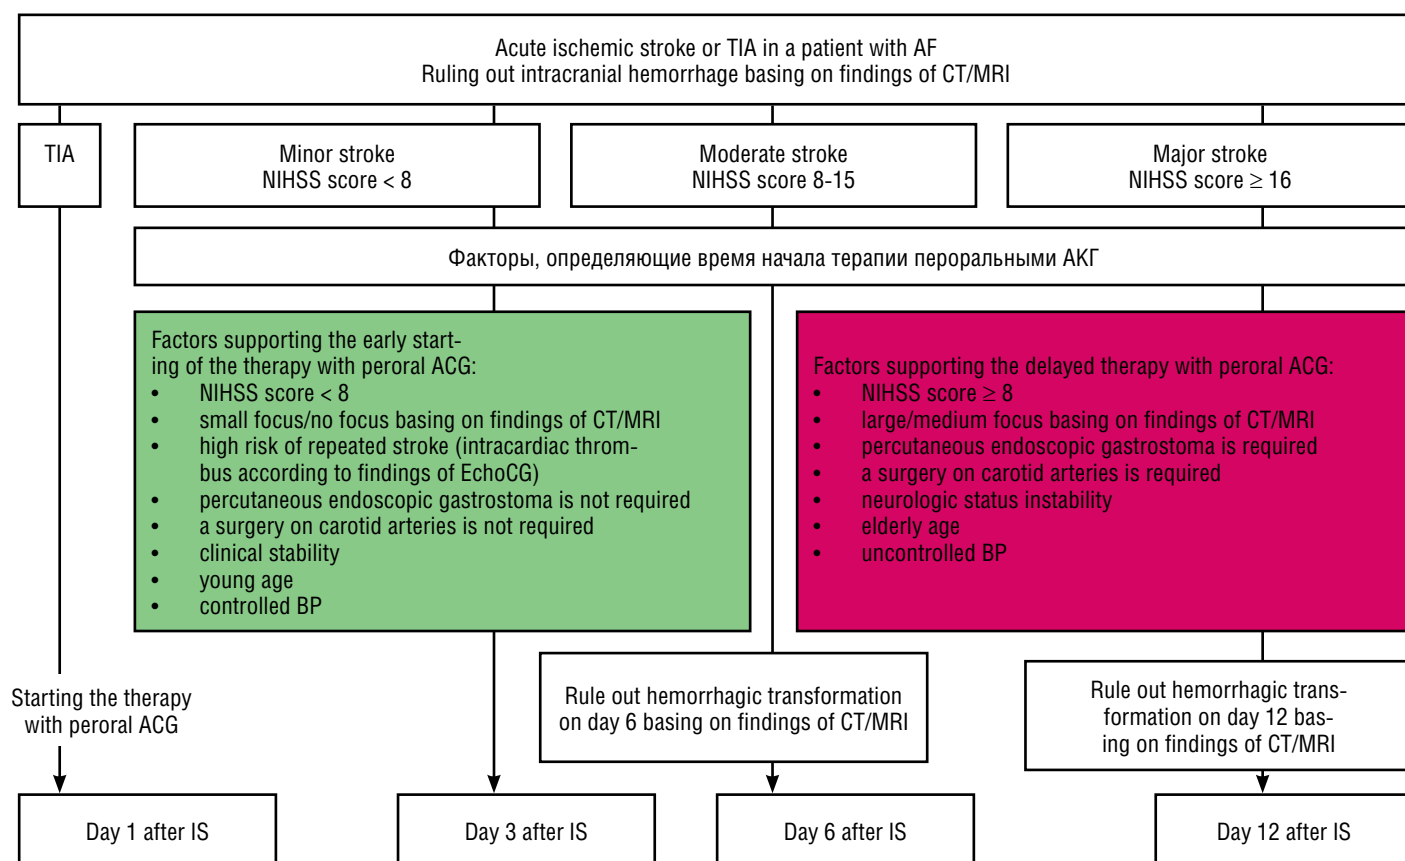 Acute ischemic stroke or TIA in a patient with AF
Ruling out intracranial hemorrhage basing on findings of CT/MRI
TIA
Minor stroke
NIHSS score < 8
Moderate stroke
NIHSS score 8-15
Major stroke
NIHSS score ≥ 16
Факторы, определяющие время начала терапии пероральными АКГ
Factors supporting the early start-
ing of the therapy with peroral ACG:
• NIHSS score < 8
• small focus/no focus basing on findings of CT/MRI
• high risk of repeated stroke (intracardiac throm-
bus according to findings of EchoCG)
• percutaneous endoscopic gastrostoma is not required
• a surgery on carotid arteries is not required
• clinical stability
• young age
• controlled BP
Factors supporting the delayed therapy with peroral ACG:
• NIHSS score ≥ 8
• large/medium focus basing on findings of CT/MRI
• percutaneous endoscopic gastrostoma is required
• a surgery on carotid arteries is required
• neurologic status instability
• elderly age
• uncontrolled BP
Starting the therapy
with peroral ACG
Rule out hemorrhagic transformation
on day 6 basing on findings of CT/MRI
Rule out hemorrhagic trans-
formation on day 12 bas-
ing on findings of CT/MRI
Day 1 after IS
Day 3 after IS
Day 6 after IS
Day 12 after IS